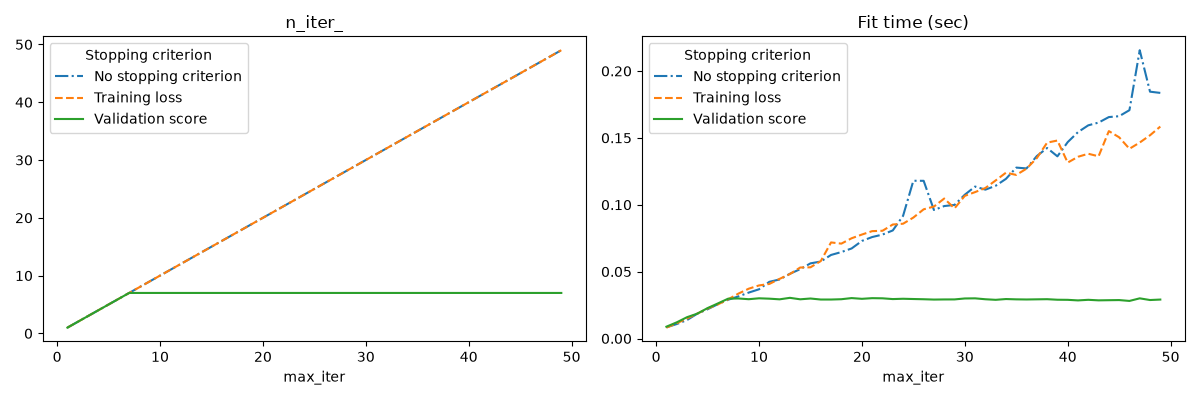 n_iter_
Stopping criterion
No stopping criterion
Training loss
Validation score
50
40
30
20
10
0
0 10 20 30 40 50
max_iter
Fit time (sec)
Stopping criterion
No stopping criterion
Training loss
Validation score
0.20
0.15
0.10
0.05
0.00
0 10 20 30 40 50
max_iter